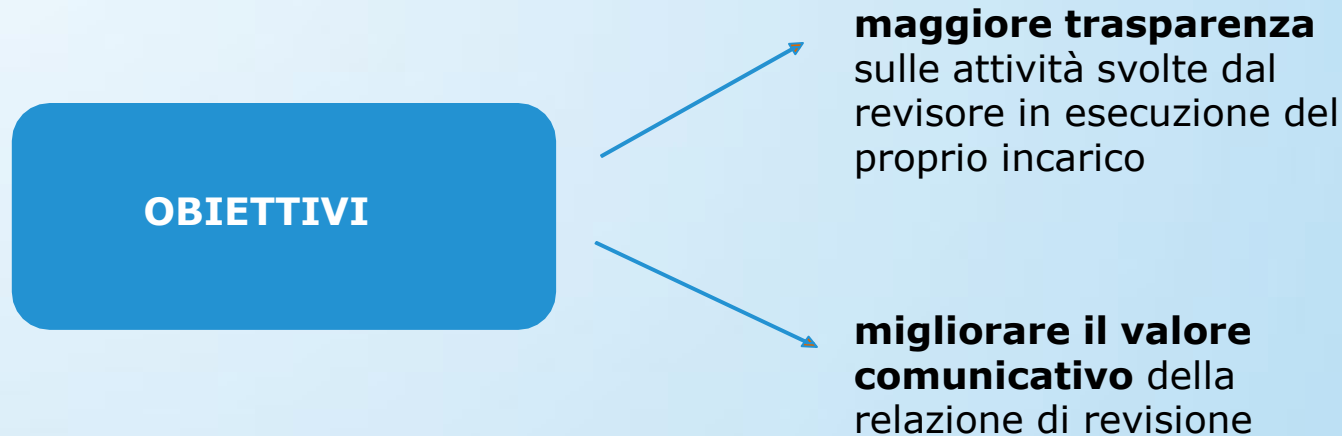 OBIETTIVI
maggiore trasparenza
sulle attività svolte dal
revisore in esecuzione del
proprio incarico
migliorare il valore
comunicativo della
relazione di revisione